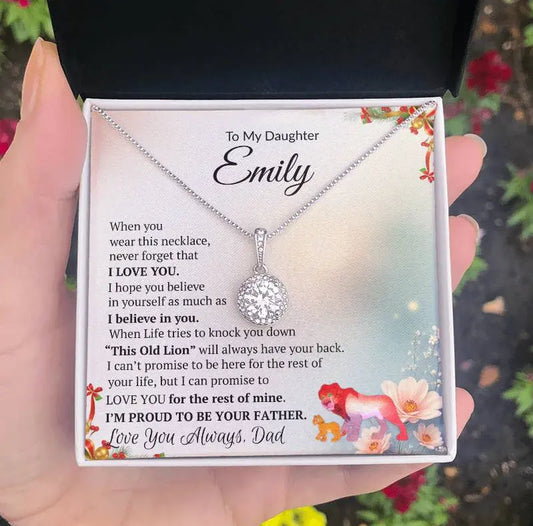 To My Daughter
Emily
When you
wear this necklace,
never forget that
I LOVE YOU.
I hope you believe
in yourself as much as
I believe in you.
When Life tries to knock you down
“This Old Lion” will always have your back.
I can’t promise to be here for the rest of
your life, but I can promise to
LOVE YOU for the rest of mine.
I’M PROUD TO BE YOUR FATHER.
Love You Always, Dad